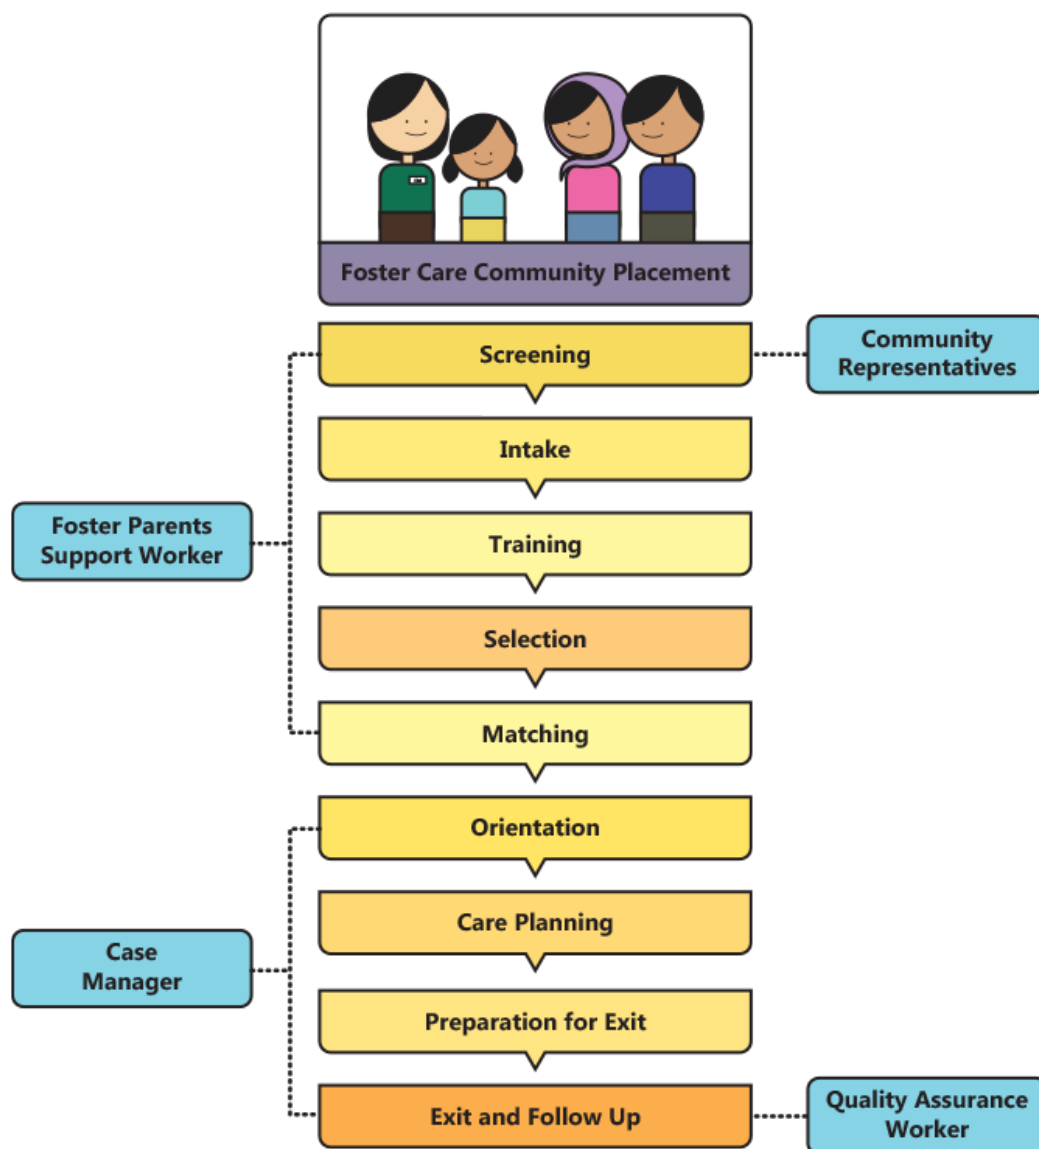 Foster Care Community Placement
Screening
Community
Representatives
Intake
Foster Parents
Support Worker
Training
Selection
Matching
Orientation
Care Planning
Case
Manager
Preparation for Exit
Exit and Follow Up
Quality Assurance
Worker